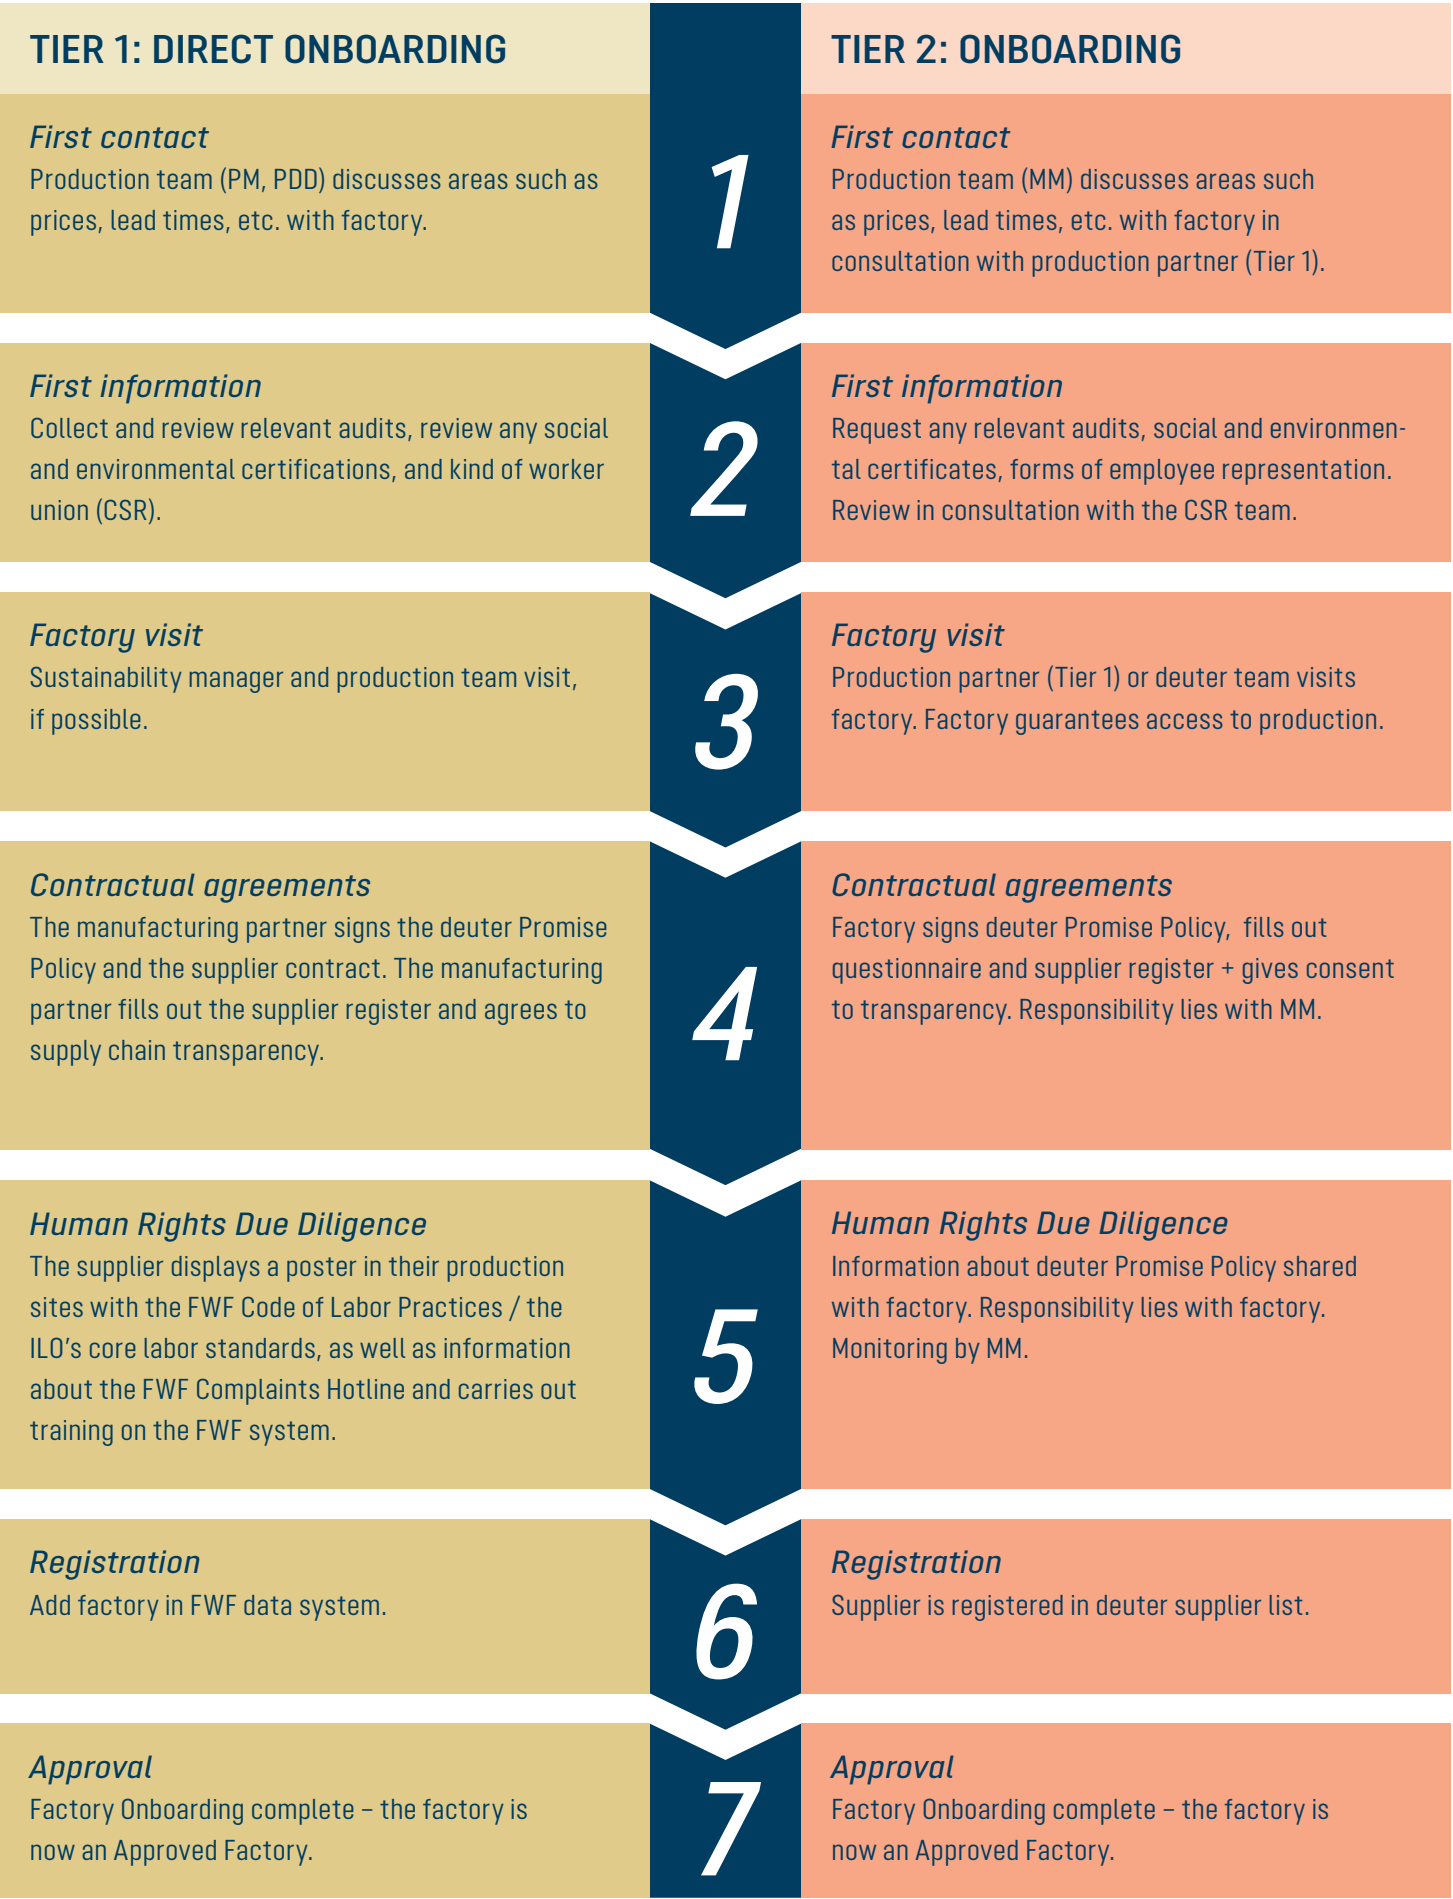 TIER 1: DIRECT ONBOARDING
TIER 2: ONBOARDING
First contact
Production team (PM, PDD) discusses areas such as
prices, lead times, etc. with factory.
1
First contact
Production team (MM) discusses areas such
as prices, lead times, etc. with factory in
consultation with production partner (Tier 1).
First information
Collect and review relevant audits, review any social
and environmental certifications, and kind of worker
union (CSR).
2
First information
Request any relevant audits, social and environmen-
tal certificates, forms of employee representation.
Review in consultation with the CSR team.
Factory visit
Sustainability manager and production team visit,
if possible.
3
Factory visit
Production partner (Tier 1) or deuter team visits
factory. Factory guarantees access to production.
Contractual agreements
The manufacturing partner signs the deuter Promise
Policy and the supplier contract. The manufacturing
partner fills out the supplier register and agrees to
supply chain transparency.
4
Contractual agreements
Factory signs deuter Promise Policy, fills out
questionnaire and supplier register + gives consent
to transparency. Responsibility lies with MM.
Human Rights Due Diligence
The supplier displays a poster in their production
sites with the FWF Code of Labor Practices / the
ILO's core labor standards, as well as information
about the FWF Complaints Hotline and carries out
training on the FWF system.
5
Human Rights Due Diligence
Information about deuter Promise Policy shared
with factory. Responsibility lies with factory.
Monitoring by MM.
Registration
Add factory in FWF data system.
6
Registration
Supplier is registered in deuter supplier list.
Approval
Factory Onboarding complete – the factory is
now an Approved Factory.
7
Approval
Factory Onboarding complete – the factory is
now an Approved Factory.